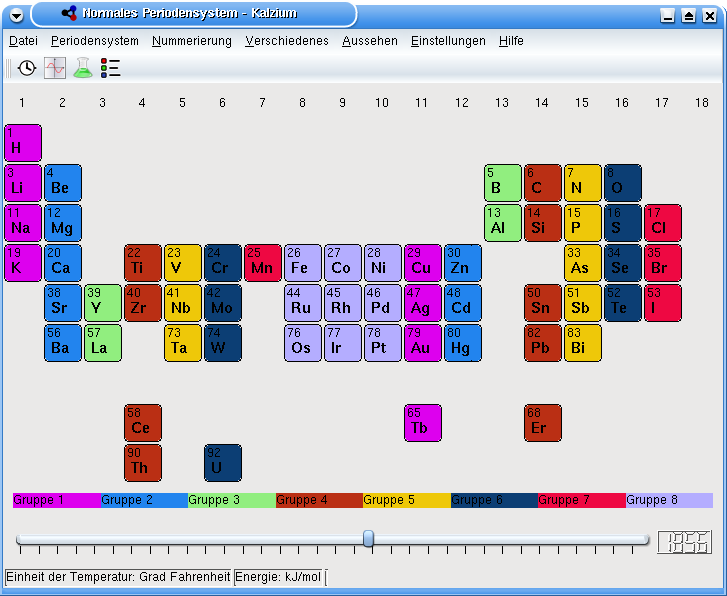 Normales Periodensystem - Kalzium
Datei Periodensystem Nummerierung Verschiedenes Aussehen Einstellungen Hilfe
1 2 3 4 5 6 7 8 9 10 11 12 13 14 15 16 17 18
1
H
3 4 5 6 7 8
Li Be B C N O
11 12 13 14 15 16 17
Na Mg Al Si P S Cl
19 20 22 23 24 25 26 27 28 29 30 33 34 35
K Ca Ti V Cr Mn Fe Co Ni Cu Zn As Se Br
38 39 40 41 42 44 45 46 47 48 50 51 52 53
Sr Y Zr Nb Mo Ru Rh Pd Ag Cd Sn Sb Te I
56 57 73 74 76 77 78 79 80 82 83
Ba La Ta W Os Ir Pt Au Hg Pb Bi
58 65 68
Ce Tb Er
90 92
Th U
Gruppe 1 Gruppe 2 Gruppe 3 Gruppe 4 Gruppe 5 Gruppe 6 Gruppe 7 Gruppe 8
1856
Einheit der Temperatur: Grad Fahrenheit Energie: kJ/mol